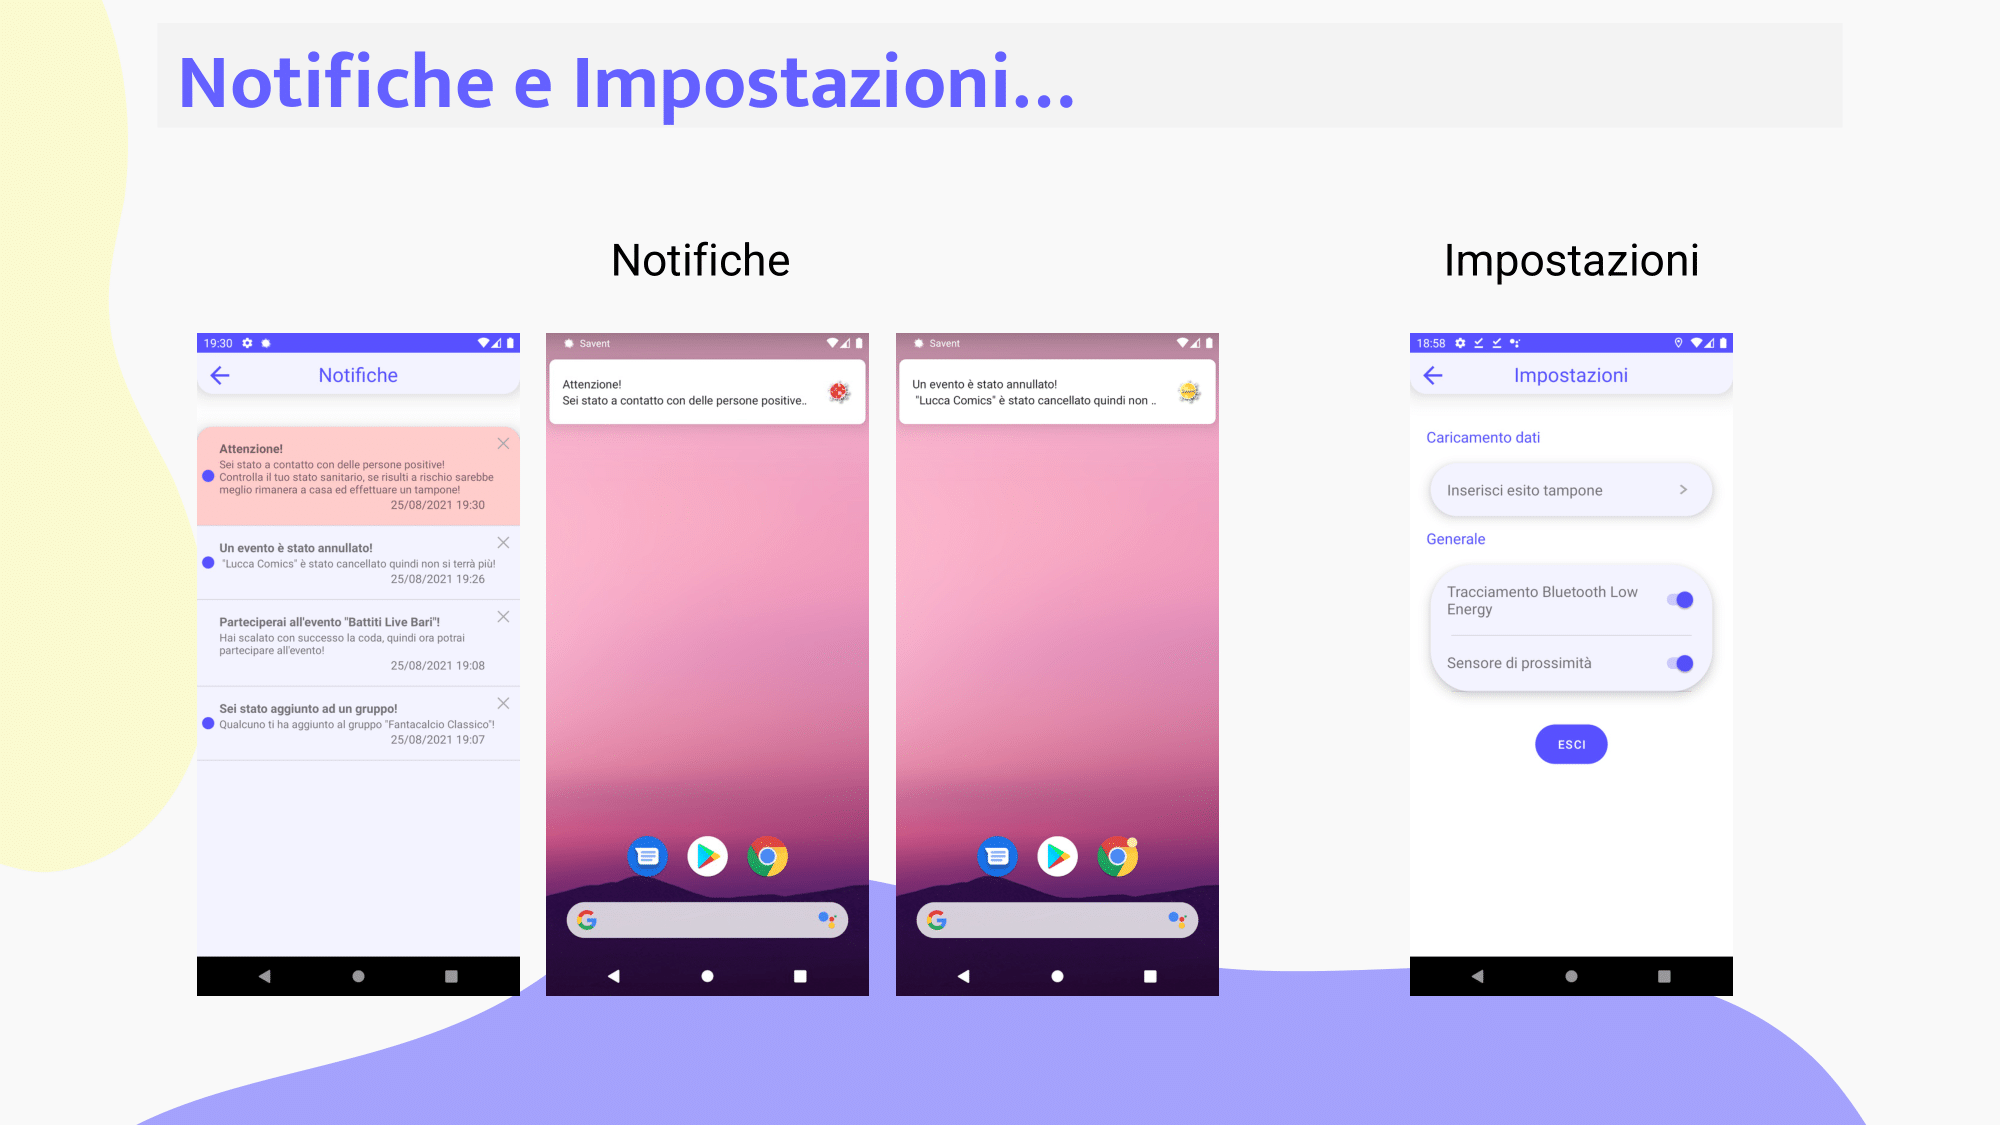 Notifiche e Impostazioni...
Notifiche
19:30
Notifiche
Attenzione!
Sei stato a contatto con delle persone positive!
Controlla il tuo stato sanitario, se risulti a rischio sarebbe
meglio rimanera a casa ed effettuare un tampone!
25/08/2021 19:30
Un evento è stato annullato!
"Lucca Comics" è stato cancellato quindi non si terrà più!
25/08/2021 19:26
Parteciperai all'evento "Battiti Live Bari"!
Hai scalato con successo la coda, quindi ora potrai
partecipare all'evento!
25/08/2021 19:08
Sei stato aggiunto ad un gruppo!
Qualcuno ti ha aggiunto al gruppo "Fantacalcio Classico"!
25/08/2021 19:07
Savent
Attenzione!
Sei stato a contatto con delle persone positive..
Savent
Un evento è stato annullato!
"Lucca Comics" è stato cancellato quindi non ..
Impostazioni
18:58
Impostazioni
Caricamento dati
Inserisci esito tampone
Generale
Tracciamento Bluetooth Low
Energy
Sensore di prossimità
ESCI